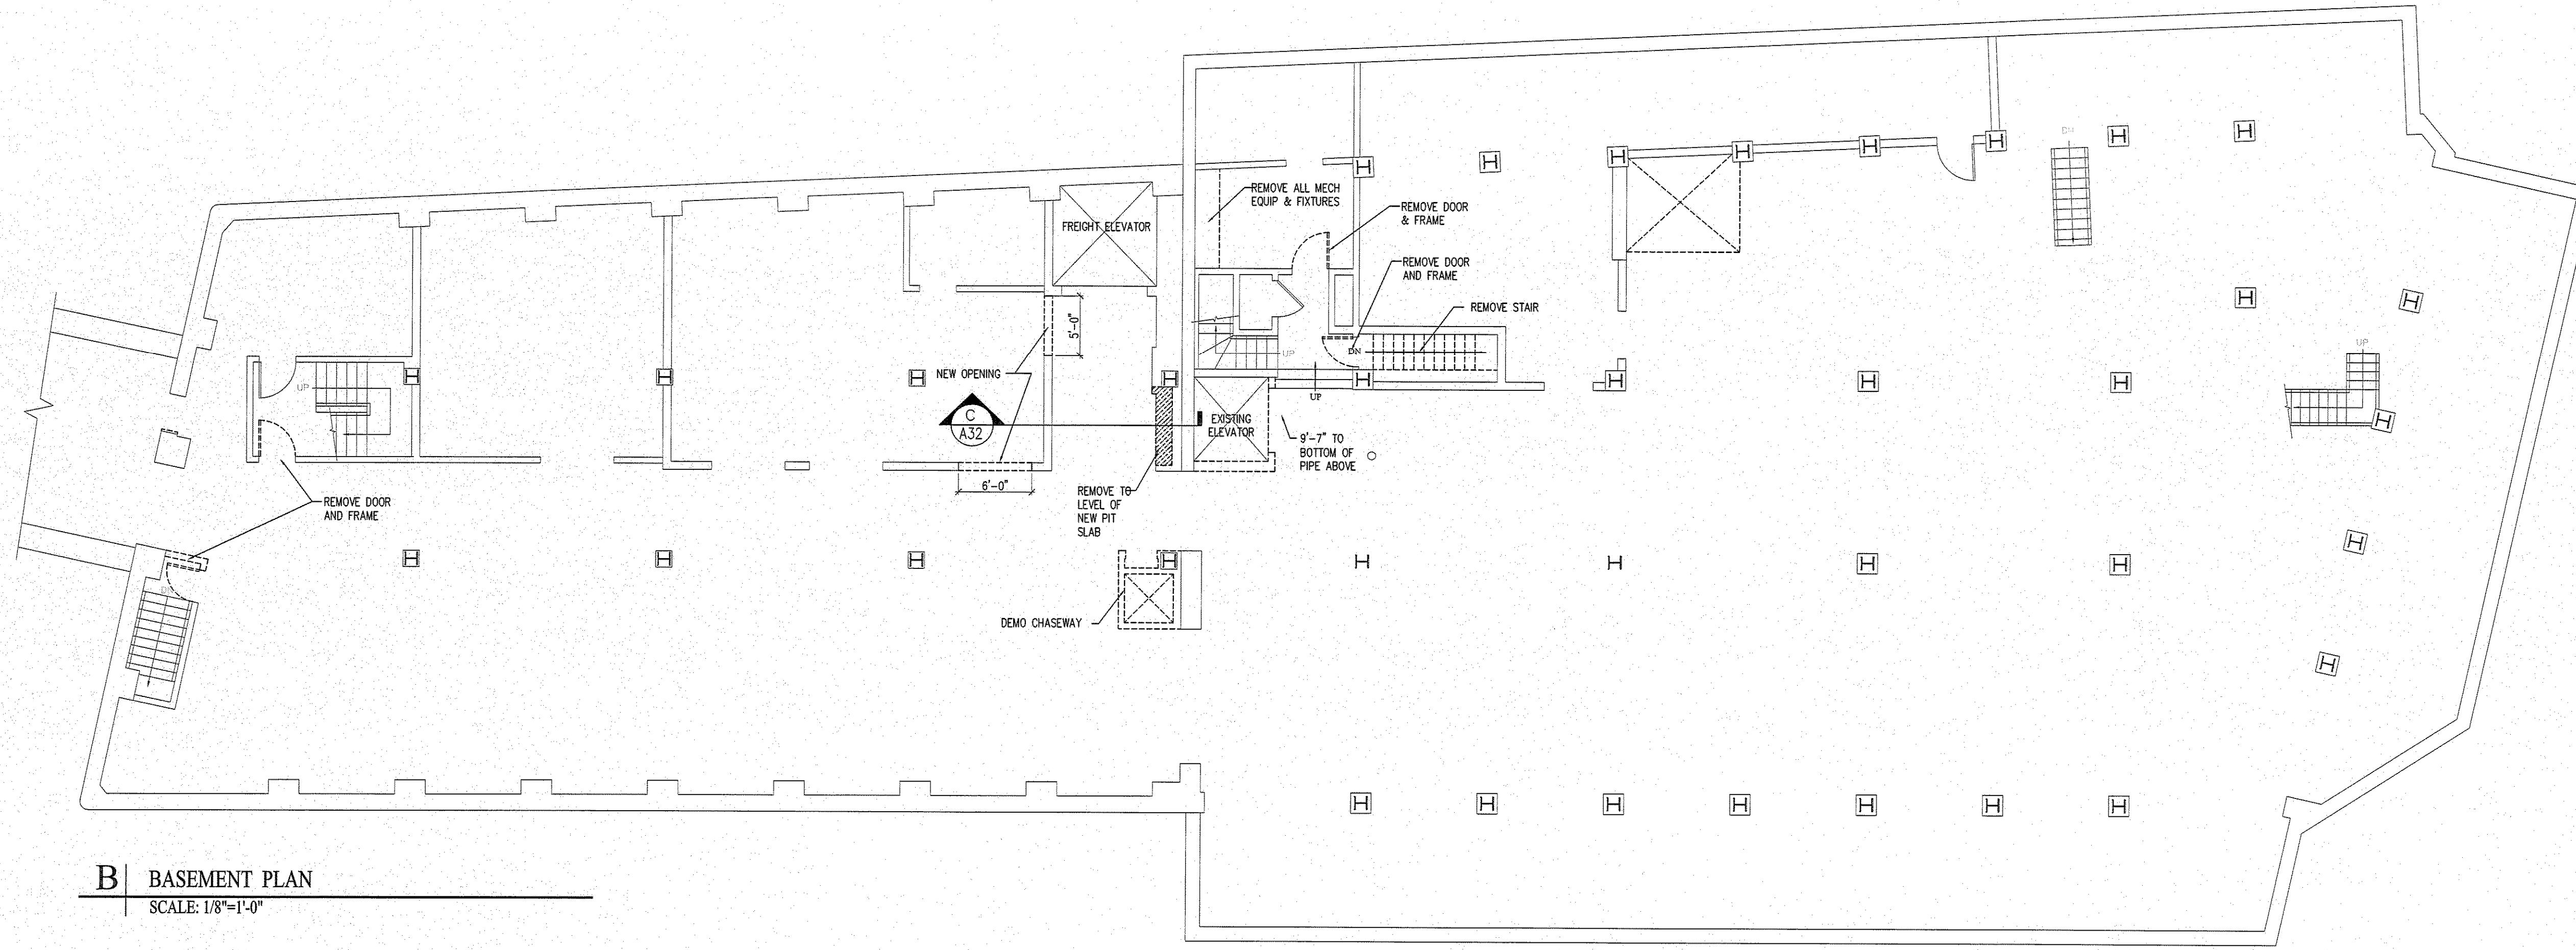 DN
REMOVE ALL MECH
EQUIP & FIXTURES
REMOVE DOOR
& FRAME
FREIGHT ELEVATOR
REMOVE DOOR
AND FRAME
REMOVE STAIR
5'-0"
UP
DN
UP
NEW OPENING
UP
UP
C
A32
EXISTING
ELEVATOR
9'-7" TO
BOTTOM OF
PIPE ABOVE
6'-0"
REMOVE TO
LEVEL OF
NEW PIT
SLAB
REMOVE DOOR
AND FRAME
DN
DEMO CHASEWAY
B
BASEMENT PLAN
SCALE: 1/8"=1'-0"